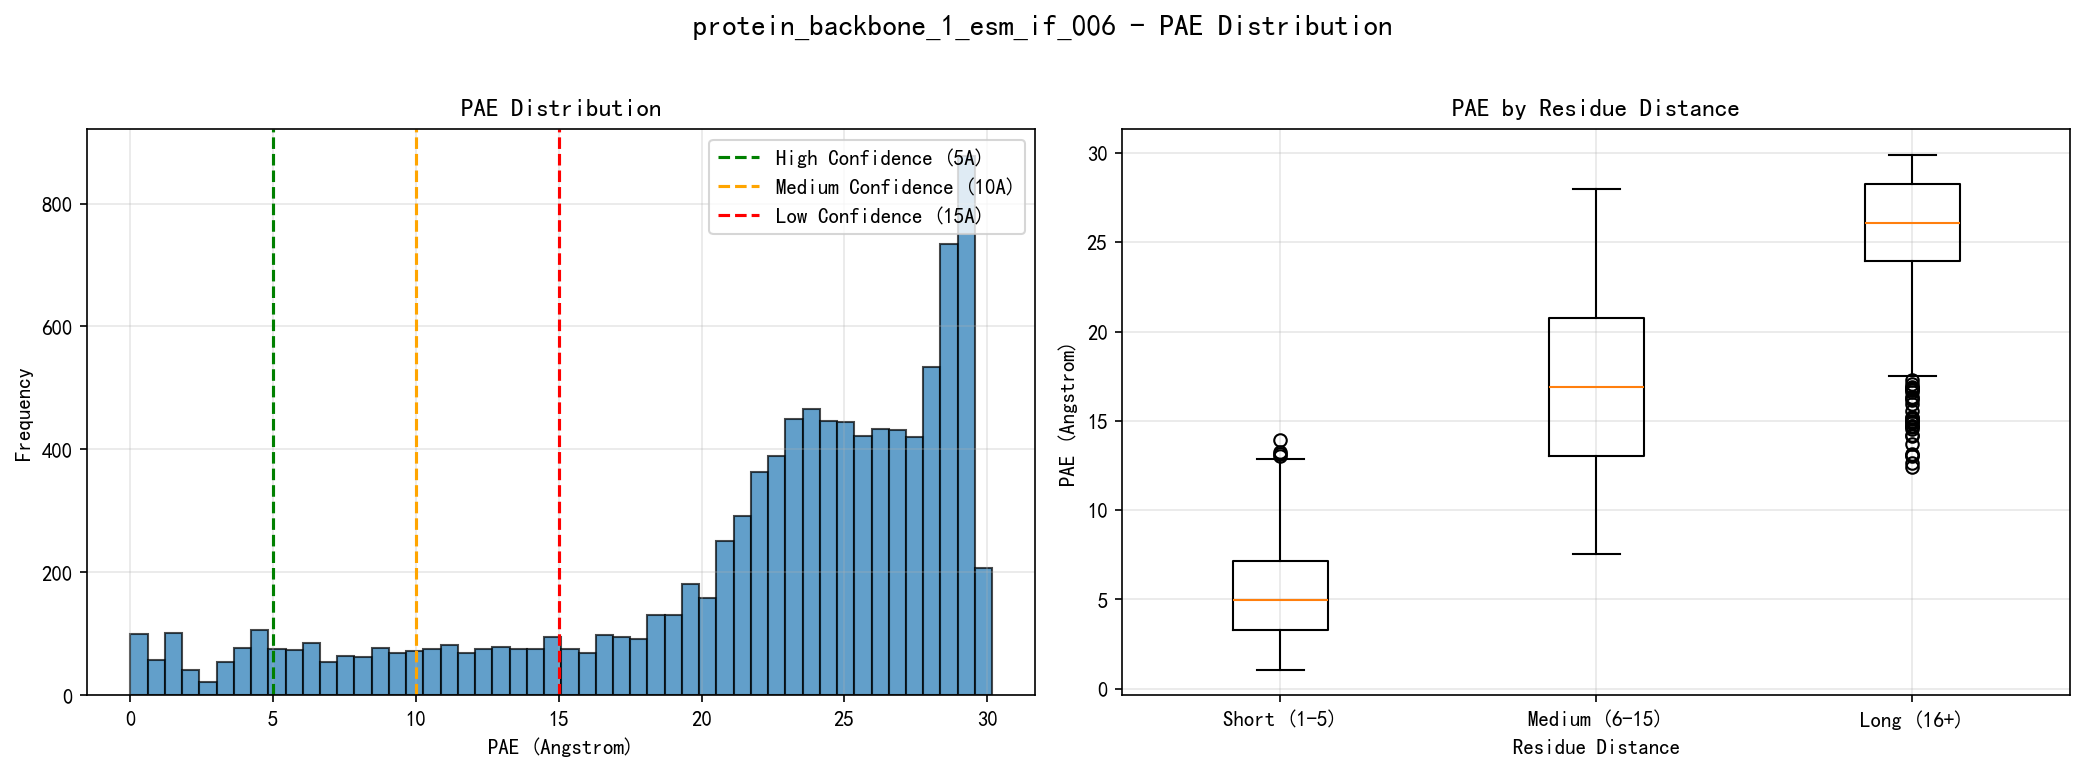 protein_backbone_1_esm_if_006 - PAE Distribution
PAE Distribution
High Confidence (5A)
Medium Confidence (10A)
Low Confidence (15A)
Frequency
800
600
400
200
0
0 5 10 15 20 25 30
PAE (Angstrom)
PAE by Residue Distance
PAE (Angstrom)
30
25
20
15
10
5
0
Short (1-5) Medium (6-15) Long (16+)
Residue Distance